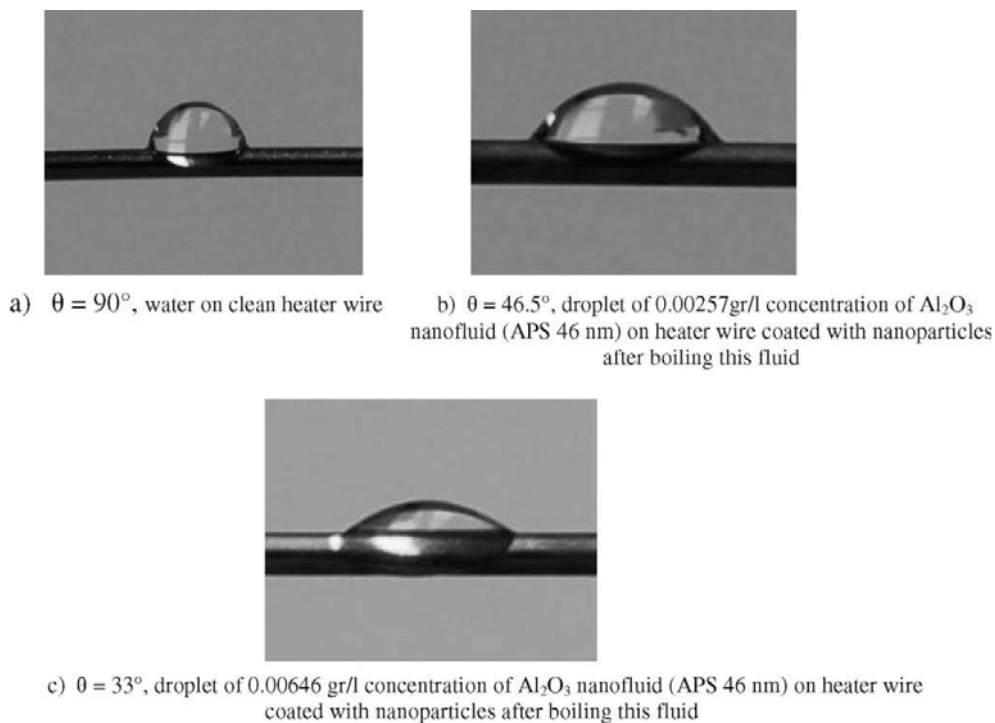 a) θ = 90°, water on clean heater wire
b) θ = 46.5°, droplet of 0.00257gr/l concentration of Al₂O₃
nanofluid (APS 46 nm) on heater wire coated with nanoparticles
after boiling this fluid
c) θ = 33°, droplet of 0.00646 gr/l concentration of Al₂O₃ nanofluid (APS 46 nm) on heater wire
coated with nanoparticles after boiling this fluid